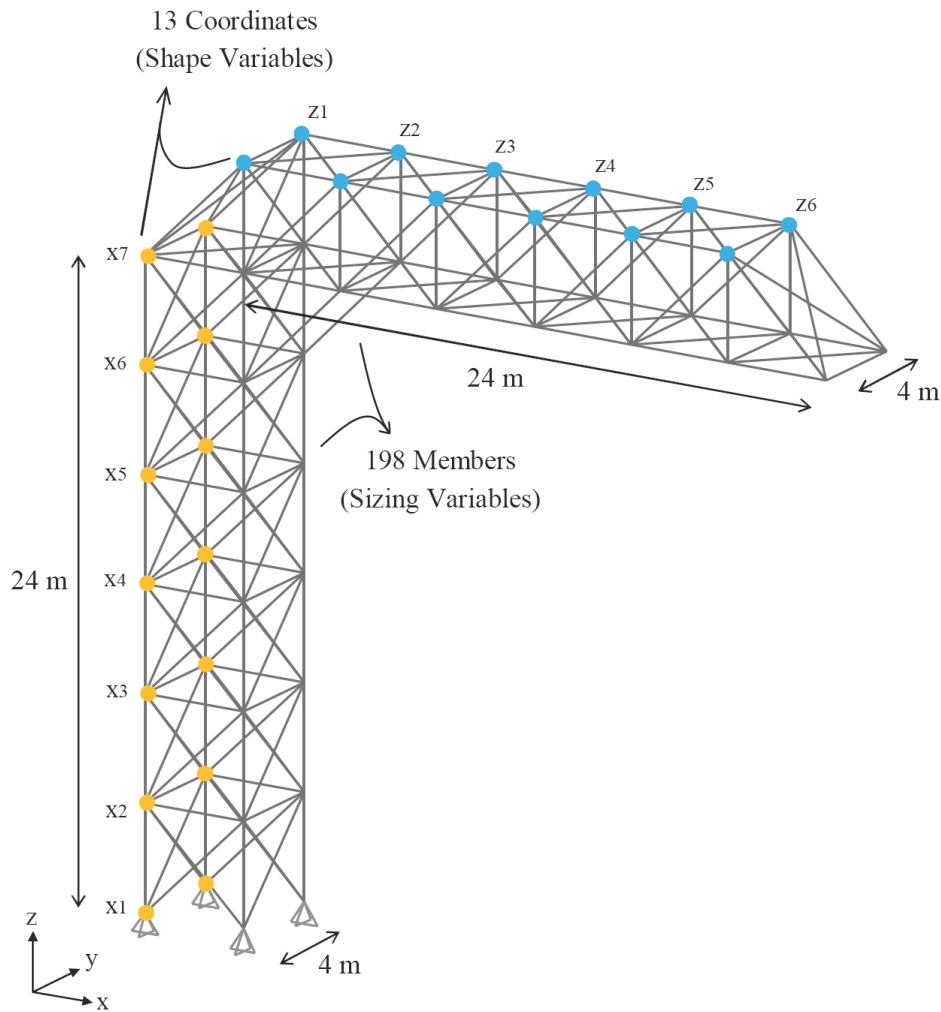 13 Coordinates
(Shape Variables)
Z1
Z2
Z3
Z4
Z5
Z6
X7
X6
24 m
4 m
198 Members
(Sizing Variables)
X5
24 m
X4
X3
X2
X1
4 m
z
y
x